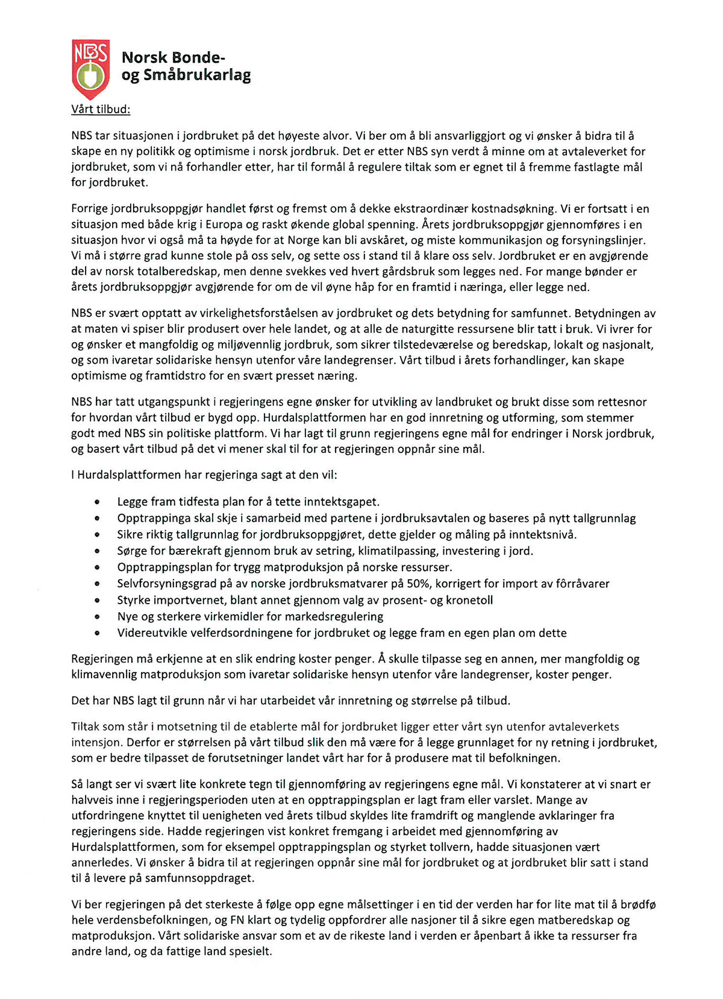 NBS
Norsk Bonde-
og Småbrukarlag
Vårt tilbud:
NBS tar situasjonen i jordbruket på det høyeste alvor. Vi ber om å bli ansvarliggjort og vi ønsker å bidra til å
skape en ny politikk og optimisme i norsk jordbruk. Det er etter NBS syn verdt å minne om at avtaleverket for
jordbruket, som vi nå forhandler etter, har til formål å regulere tiltak som er egnet til å fremme fastlagte mål
for jordbruket.
Forrige jordbruksoppgjør handlet først og fremst om å dekke ekstraordinær kostnadsøkning. Vi er fortsatt i en
situasjon med både krig i Europa og raskt økende global spenning. Årets jordbruksoppgjør gjennomføres i en
situasjon hvor vi også må ta høyde for at Norge kan bli avskåret, og miste kommunikasjon og forsyningslinjer.
Vi må i større grad kunne stole på oss selv, og sette oss i stand til å klare oss selv. Jordbruket er en avgjørende
del av norsk totalberedskap, men denne svekkes ved hvert gårdsbruk som legges ned. For mange bønder er
årets jordbruksoppgjør avgjørende for om de vil øyne håp for en framtid i næringa, eller legge ned.
NBS er svært opptatt av virkelighetsforståelsen av jordbruket og dets betydning for samfunnet. Betydningen av
at maten vi spiser blir produsert over hele landet, og at alle de naturgitte ressursene blir tatt i bruk. Vi ivrer for
og ønsker et mangfoldig og miljøvennlig jordbruk, som sikrer tilstedeværelse og beredskap, lokalt og nasjonalt,
og som ivaretar solidariske hensyn utenfor våre landegrenser. Vårt tilbud i årets forhandlinger, kan skape
optimisme og framtidstro for en svært presset næring.
NBS har tatt utgangspunkt i regjeringens egne ønsker for utvikling av landbruket og brukt disse som rettesnor
for hvordan vårt tilbud er bygd opp. Hurdalsplattformen har en god innretning og utforming, som stemmer
godt med NBS sin politiske plattform. Vi har lagt til grunn regjeringens egne mål for endringer i Norsk jordbruk,
og basert vårt tilbud på det vi mener skal til for at regjeringen oppnår sine mål.
I Hurdalsplattformen har regjeringa sagt at den vil:
• Legge fram tidfesta plan for å tette inntektsgapet.
• Opptrappinga skal skje i samarbeid med partene i jordbruksavtalen og baseres på nytt tallgrunnlag
• Sikre riktig tallgrunnlag for jordbruksoppgjøret, dette gjelder og måling på inntektsnivå.
• Sørge for bærekraft gjennom bruk av setring, klimatilpassing, investering i jord.
• Opptrappingsplan for trygg matproduksjon på norske ressurser.
• Selvforsyningsgrad på av norske jordbruksmatvarer på 50%, korrigert for import av fôrråvarer
• Styrke importvernet, blant annet gjennom valg av prosent- og kronetoll
• Nye og sterkere virkemidler for markedsregulering
• Videreutvikle velferdsordningene for jordbruket og legge fram en egen plan om dette
Regjeringen må erkjenne at en slik endring koster penger. Å skulle tilpasse seg en annen, mer mangfoldig og
klimavennlig matproduksjon som ivaretar solidariske hensyn utenfor våre landegrenser, koster penger.
Det har NBS lagt til grunn når vi har utarbeidet vår innretning og størrelse på tilbud.
Tiltak som står i motsetning til de etablerte mål for jordbruket ligger etter vårt syn utenfor avtaleverkets
intensjon. Derfor er størrelsen på vårt tilbud slik den må være for å legge grunnlaget for ny retning i jordbruket,
som er bedre tilpasset de forutsetninger landet vårt har for å produsere mat til befolkningen.
Så langt ser vi svært lite konkrete tegn til gjennomføring av regjeringens egne mål. Vi konstaterer at vi snart er
halvveis inne i regjeringsperioden uten at en opptrappingsplan er lagt fram eller varslet. Mange av
utfordringene knyttet til uenigheten ved årets tilbud skyldes lite framdrift og manglende avklaringer fra
regjeringens side. Hadde regjeringen vist konkret fremgang i arbeidet med gjennomføring av
Hurdalsplattformen, som for eksempel opptrappingsplan og styrket tollvern, hadde situasjonen vært
annerledes. Vi ønsker å bidra til at regjeringen oppnår sine mål for jordbruket og at jordbruket blir satt i stand
til å levere på samfunnsoppdraget.
Vi ber regjeringen på det sterkeste å følge opp egne målsettinger i en tid der verden har for lite mat til å brødfø
hele verdensbefolkningen, og FN klart og tydelig oppfordrer alle nasjoner til å sikre egen matberedskap og
matproduksjon. Vårt solidariske ansvar som et av de rikeste land i verden er åpenbart å ikke ta ressurser fra
andre land, og da fattige land spesielt.